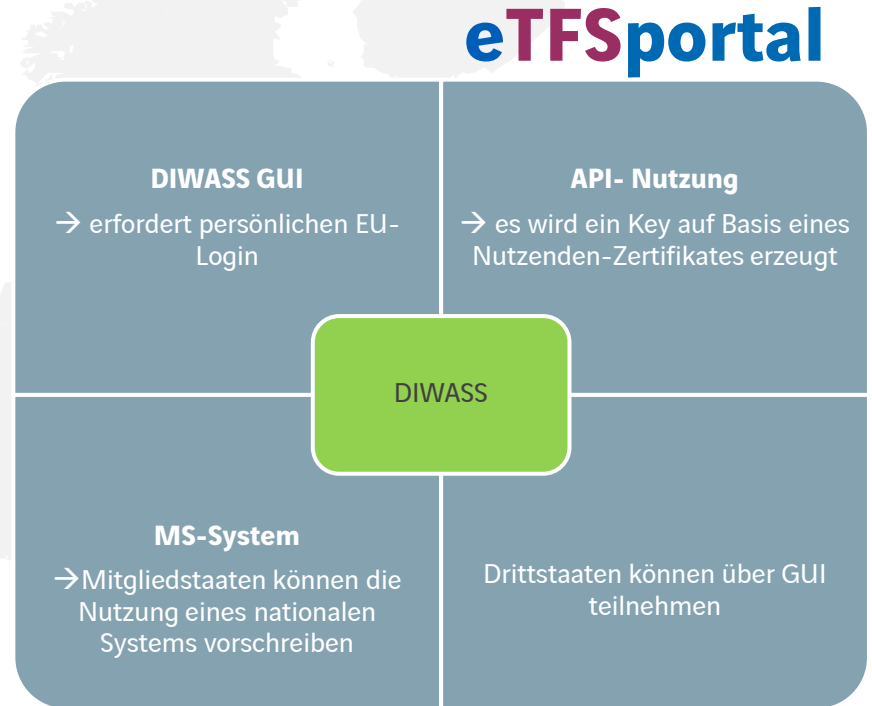 eTFSportal
DIWASS GUI
→ erfordert persönlichen EU-
Login
API- Nutzung
→ es wird ein Key auf Basis eines
Nutzenden-Zertifikates erzeugt
DIWASS
MS-System
→Mitgliedstaaten können die
Nutzung eines nationalen
Systems vorschreiben
Drittstaaten können über GUI
teilnehmen